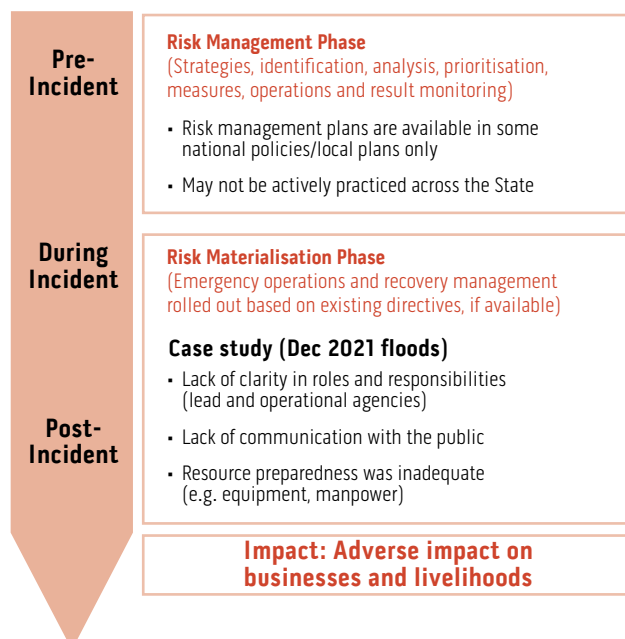 Pre-
Incident
Risk Management Phase
(Strategies, identification, analysis, prioritisation,
measures, operations and result monitoring)
▪ Risk management plans are available in some
national policies/local plans only
▪ May not be actively practiced across the State
During
Incident
Risk Materialisation Phase
(Emergency operations and recovery management
rolled out based on existing directives, if available)
Case study (Dec 2021 floods)
▪ Lack of clarity in roles and responsibilities
(lead and operational agencies)
Post-
Incident
▪ Lack of communication with the public
▪ Resource preparedness was inadequate
(e.g. equipment, manpower)
Impact: Adverse impact on
businesses and livelihoods